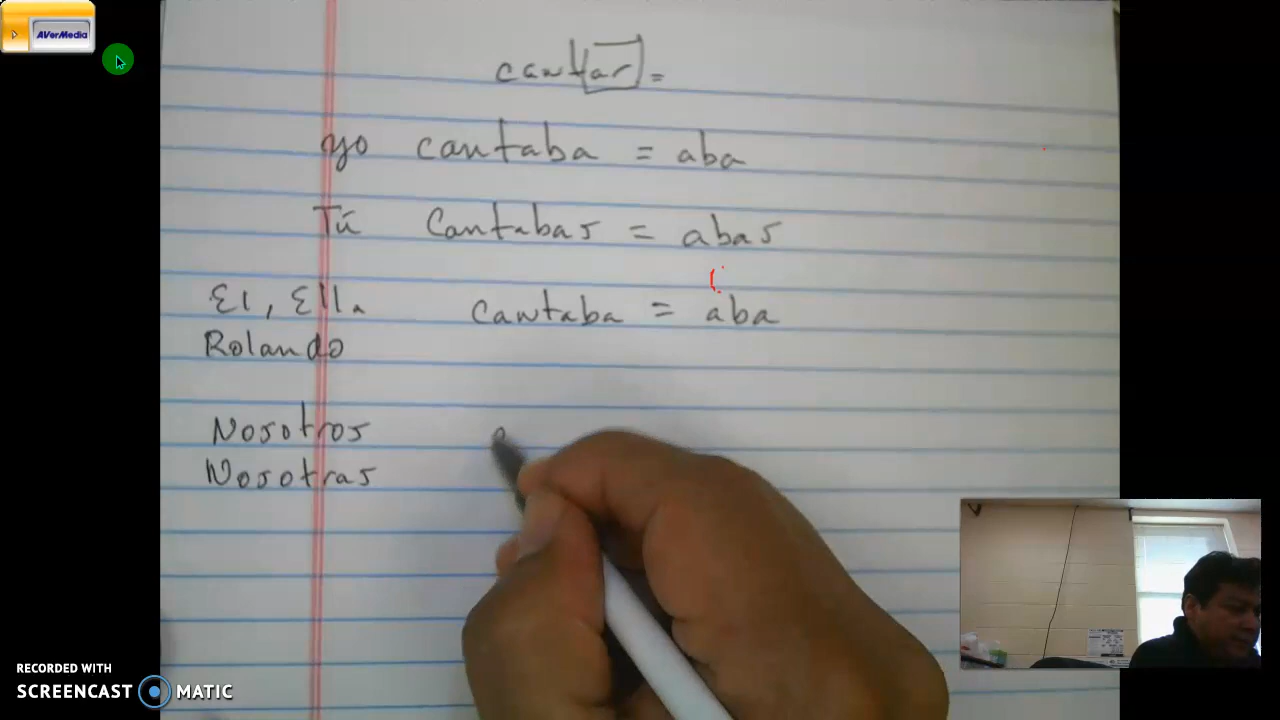 AVerMedia
cantar =
yo cantaba = aba
Tú Cantabas = abas
El, Ella cantaba = aba
Rolando
Nosotros
Nosotras
RECORDED WITH
SCREENCAST MATIC